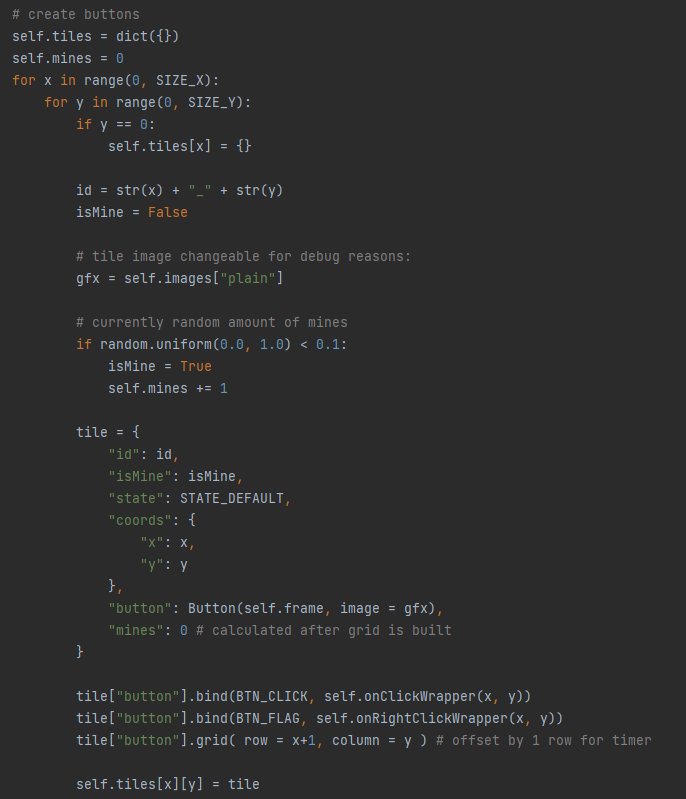 # create buttons
self.tiles = dict({})
self.mines = 0
for x in range(0, SIZE_X):
    for y in range(0, SIZE_Y):
        if y == 0:
            self.tiles[x] = {}

        id = str(x) + "_" + str(y)
        isMine = False

        # tile image changeable for debug reasons:
        gfx = self.images["plain"]

        # currently random amount of mines
        if random.uniform(0.0, 1.0) < 0.1:
            isMine = True
            self.mines += 1

        tile = {
            "id": id,
            "isMine": isMine,
            "state": STATE_DEFAULT,
            "coords": {
                "x": x,
                "y": y
            },
            "button": Button(self.frame, image = gfx),
            "mines": 0 # calculated after grid is built
        }

        tile["button"].bind(BTN_CLICK, self.onClickWrapper(x, y))
        tile["button"].bind(BTN_FLAG, self.onRightClickWrapper(x, y))
        tile["button"].grid( row = x+1, column = y ) # offset by 1 row for timer

        self.tiles[x][y] = tile